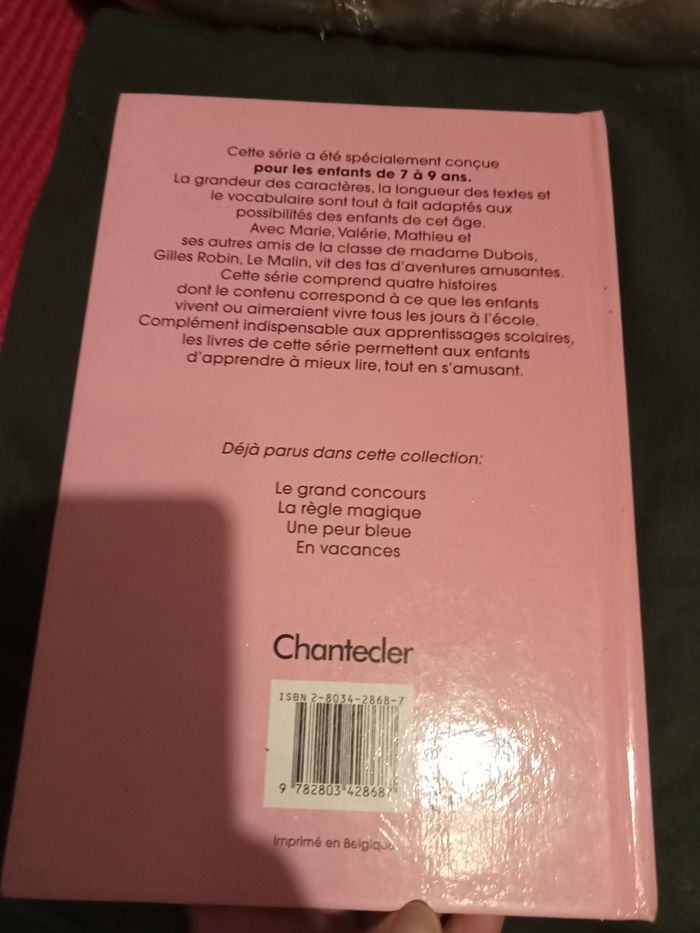 Cette série a été spécialement conçue
pour les enfants de 7 à 9 ans.
La grandeur des caractères, la longueur des textes et
le vocabulaire sont tout à fait adaptés aux
possibilités des enfants de cet âge.
Avec Marie, Valérie, Mathieu et
ses autres amis de la classe de madame Dubois,
Gilles Robin, Le Malin, vit des tas d'aventures amusantes.
Cette série comprend quatre histoires
dont le contenu correspond à ce que les enfants
vivent ou aimeraient vivre tous les jours à l'école.
Complément indispensable aux apprentissages scolaires,
les livres de cette série permettent aux enfants
d'apprendre à mieux lire, tout en s'amusant.
Déjà parus dans cette collection:
Le grand concours
La règle magique
Une peur bleue
En vacances
Chantecler
ISBN 2-8034-2868-7
9 782803 428687
Imprimé en Belgique